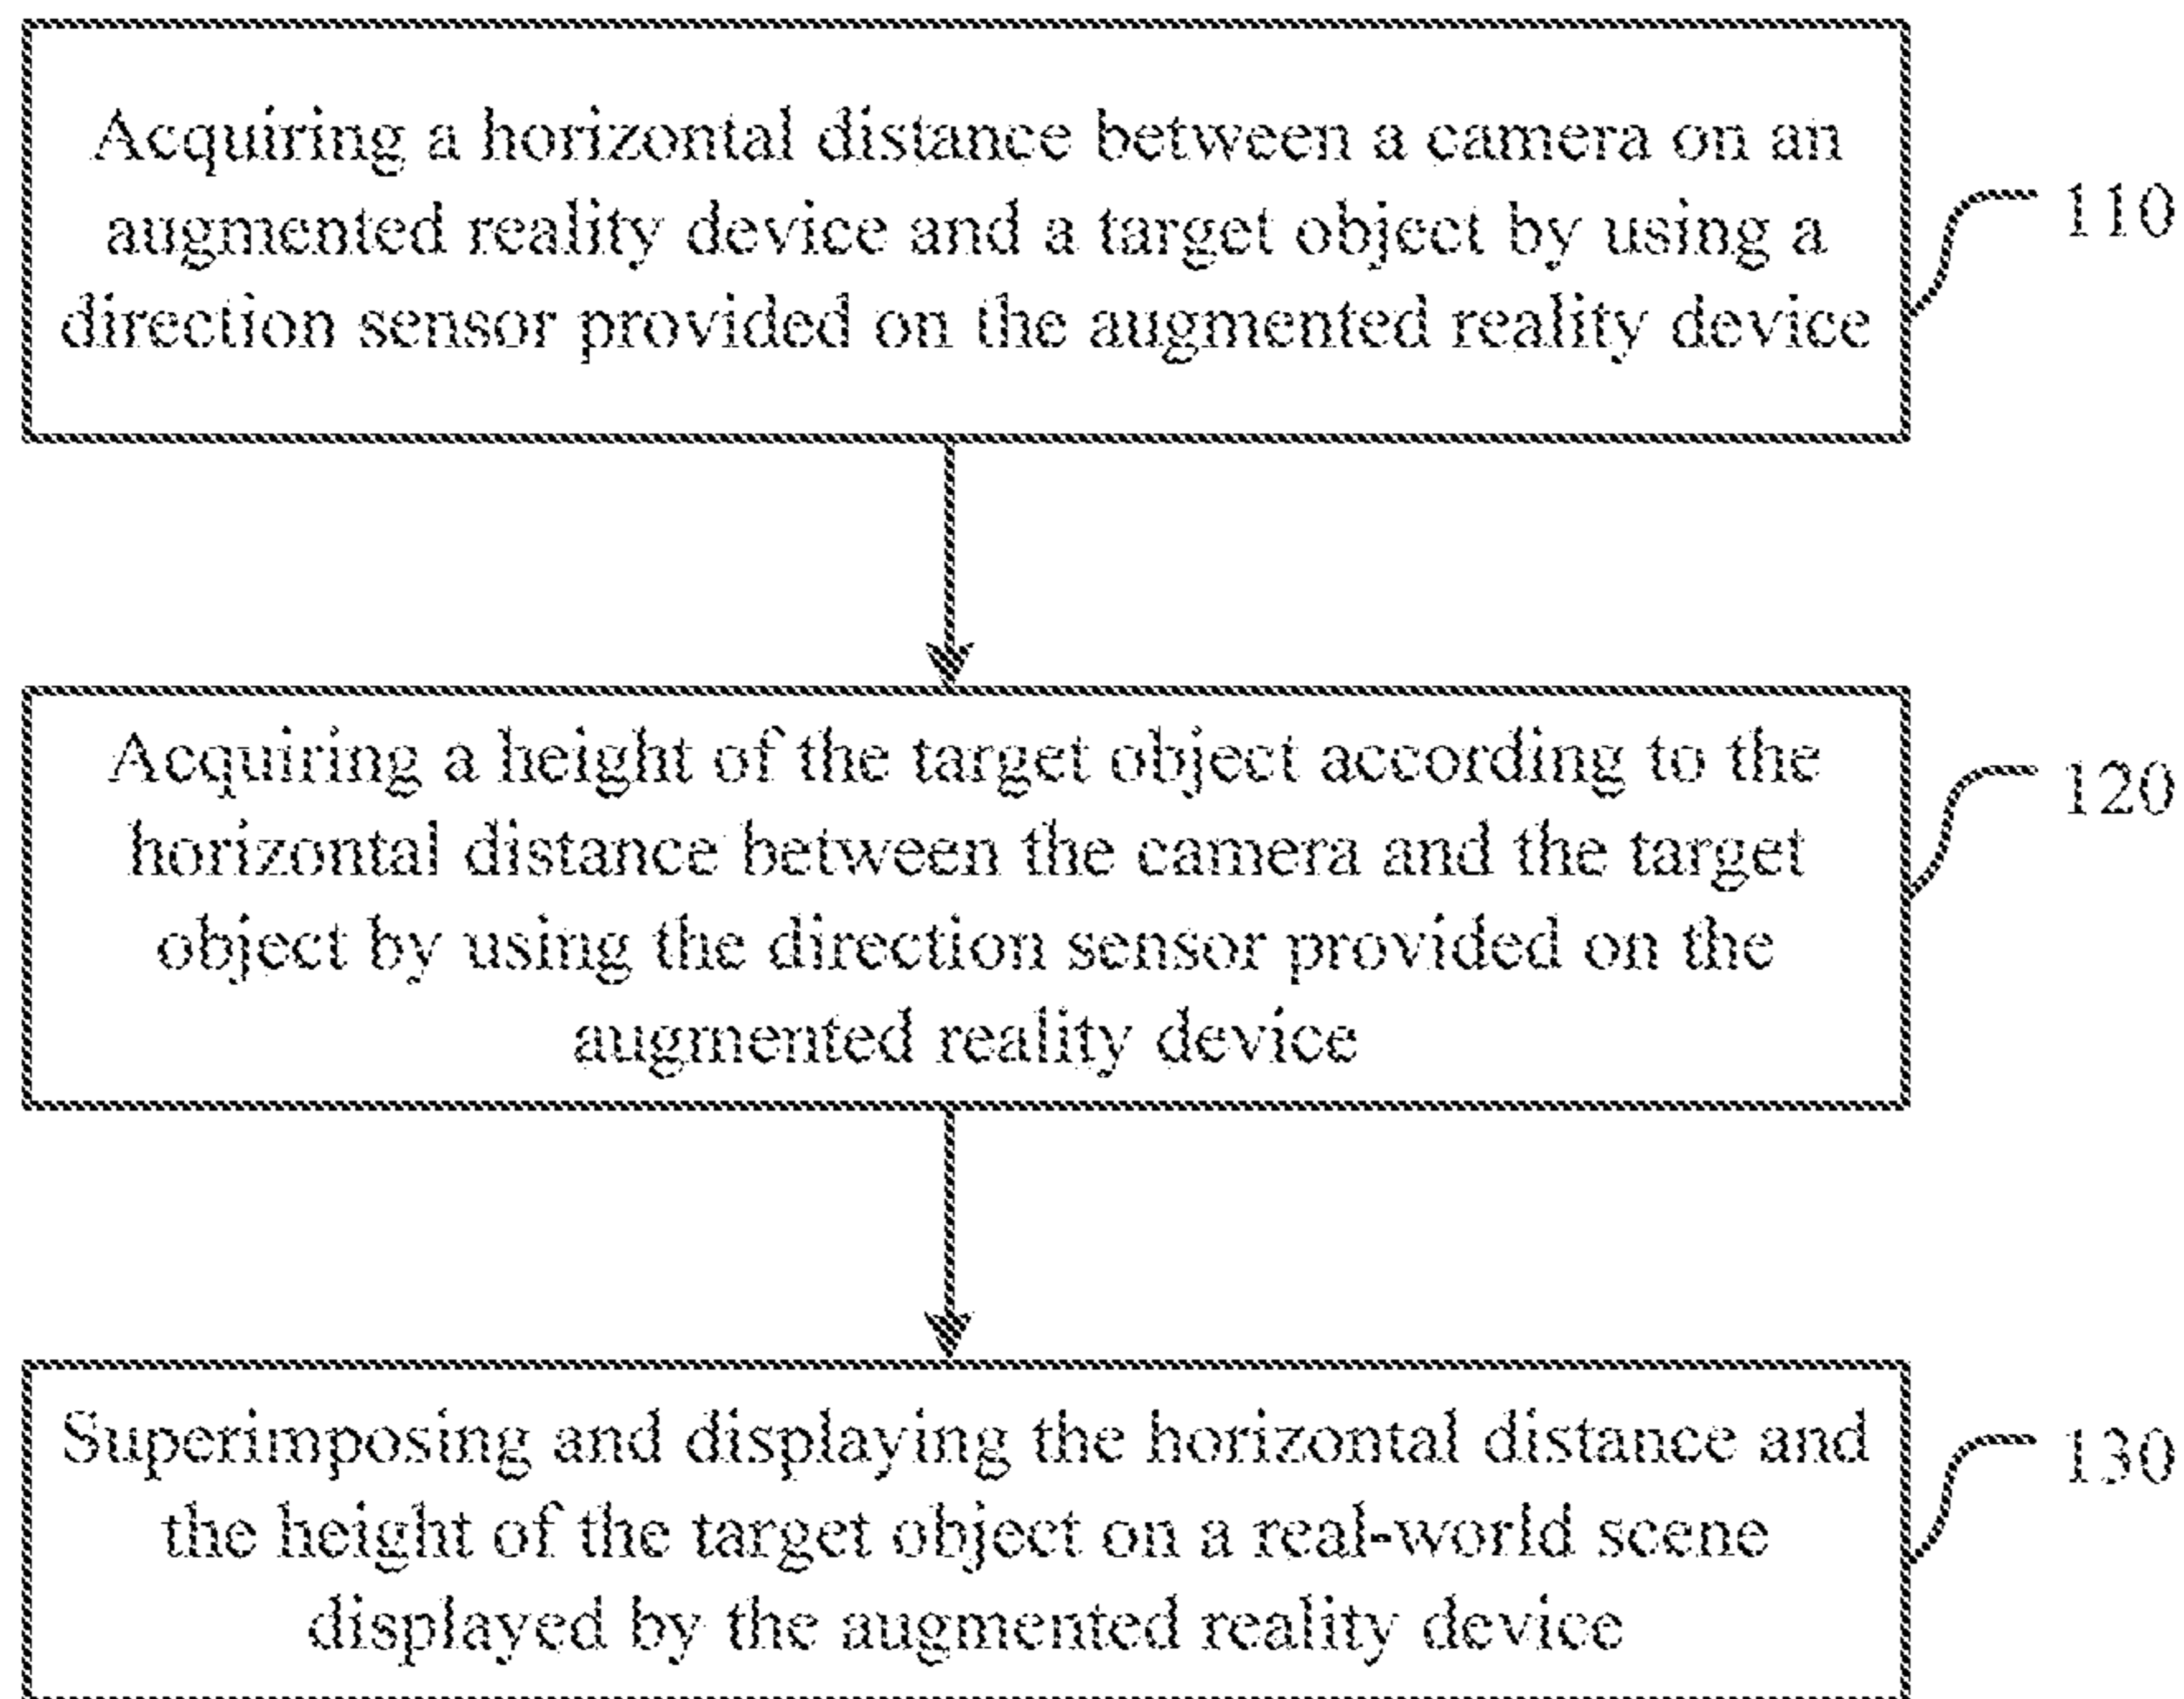 Acquiring a horizontal distance between a camera on an
augmented reality device and a target object by using a
direction sensor provided on the augmented reality device
110
Acquiring a height of the target object according to the
horizontal distance between the camera and the target
object by using the direction sensor provided on the
augmented reality device
120
Superimposing and displaying the horizontal distance and
the height of the target object on a real-world scene
displayed by the augmented reality device
130